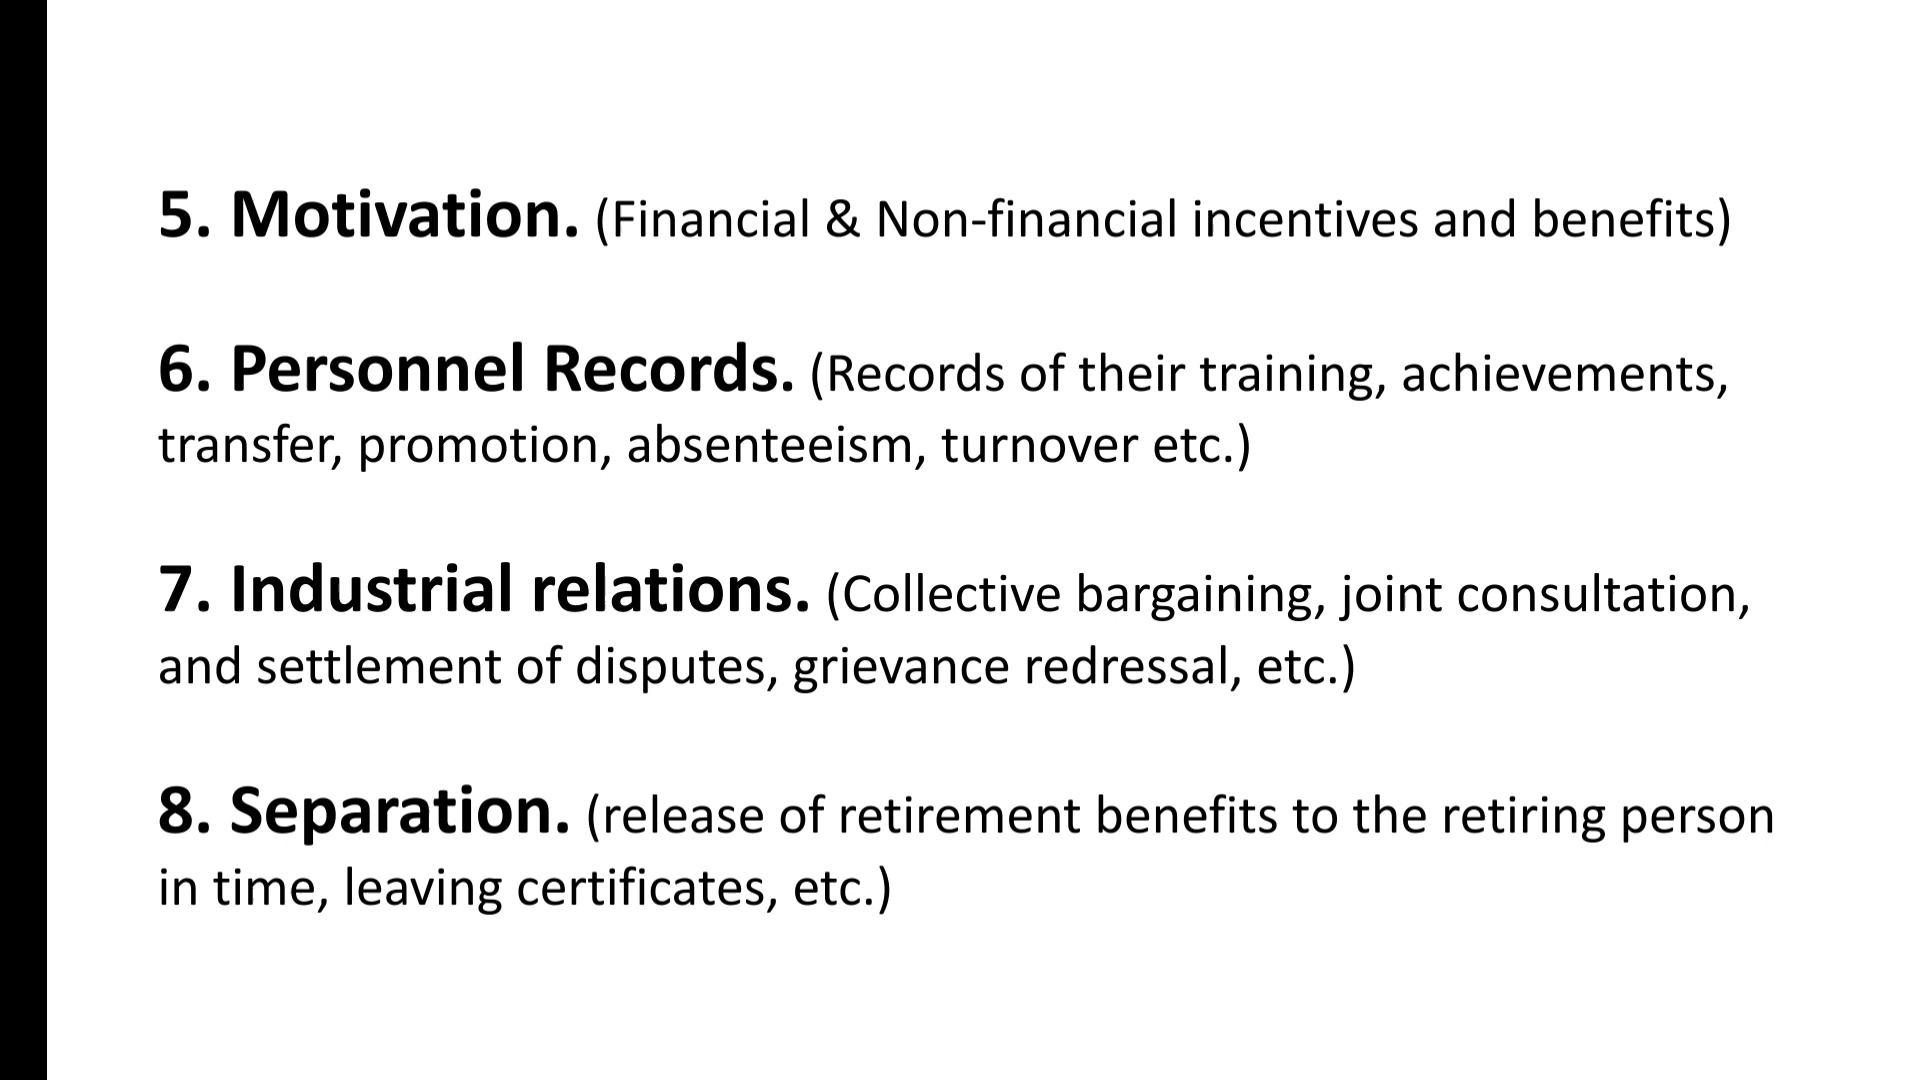 5. Motivation. (Financial & Non-financial incentives and benefits)
6. Personnel Records. (Records of their training, achievements,
transfer, promotion, absenteeism, turnover etc.)
7. Industrial relations. (Collective bargaining, joint consultation,
and settlement of disputes, grievance redressal, etc.)
8. Separation. (release of retirement benefits to the retiring person
in time, leaving certificates, etc.)